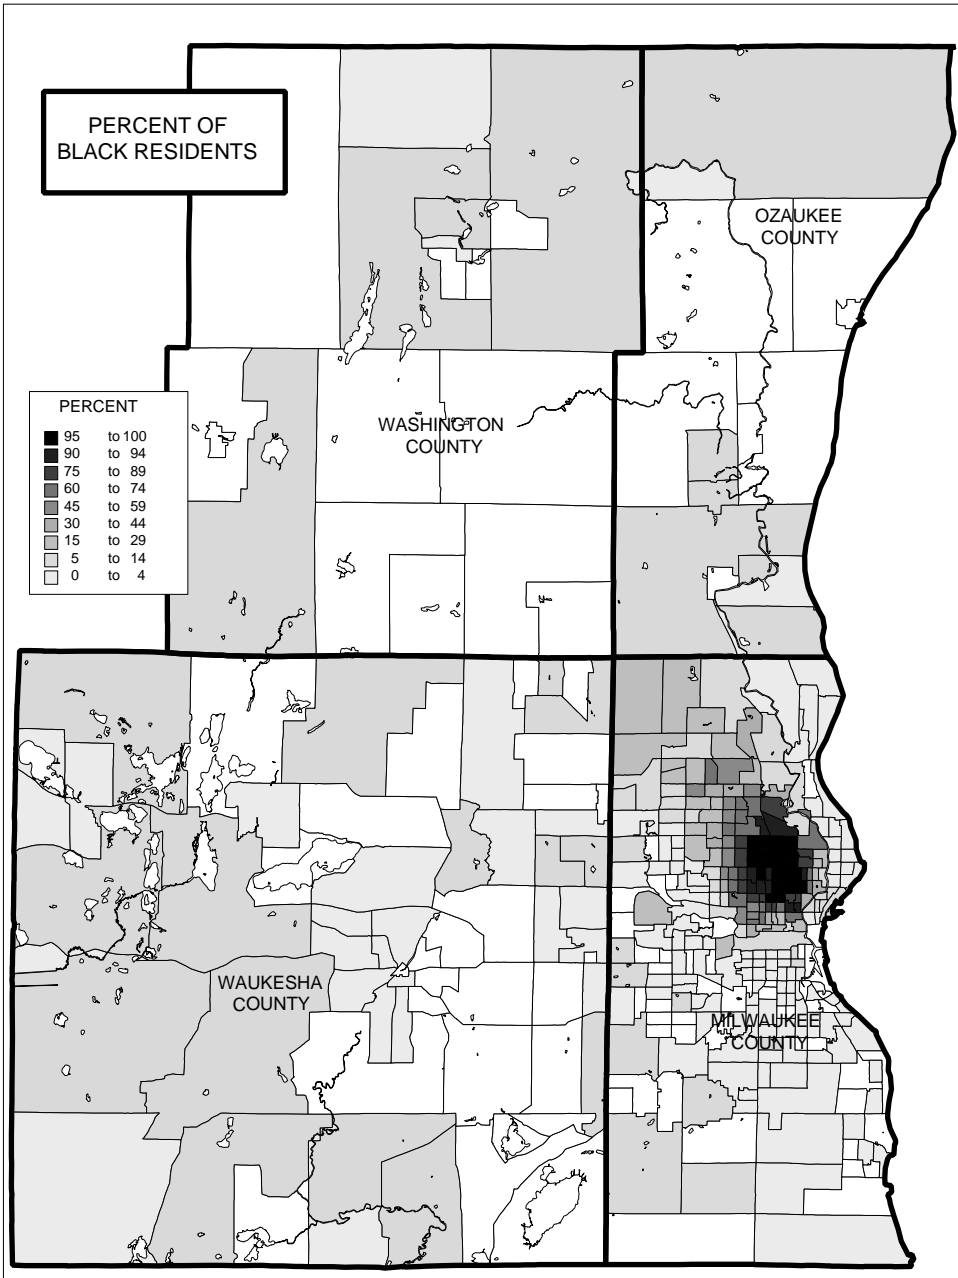 PERCENT OF
BLACK RESIDENTS
OZAUKEE
COUNTY
PERCENT
95 to 100
90 to 94
75 to 89
60 to 74
45 to 59
30 to 44
15 to 29
5 to 14
0 to 4
WASHINGTON
COUNTY
WAUKESHA
COUNTY
MILWAUKEE
COUNTY